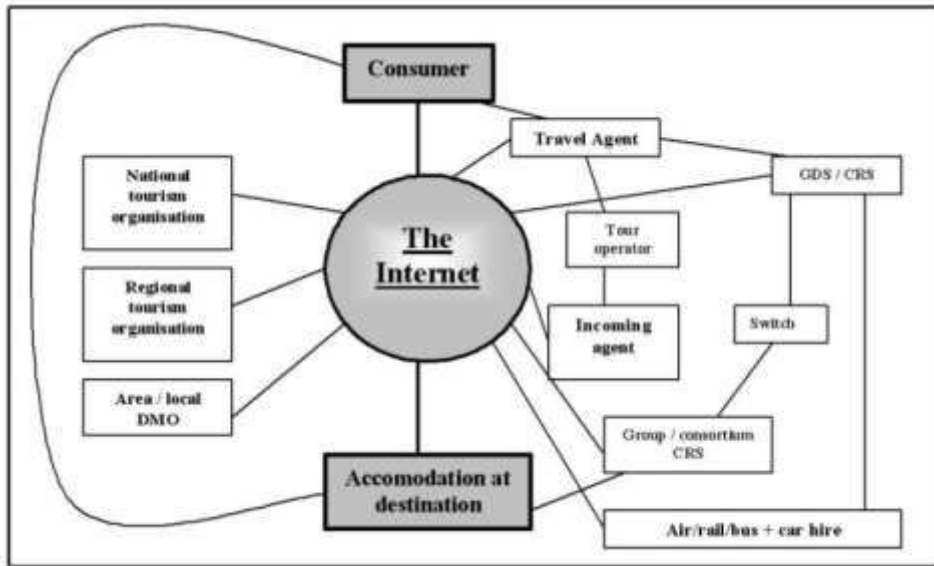 Consumer
Travel Agent
National
tourism
organisation
GDS / CRS
The
Internet
Tour
operator
Regional
tourism
organisation
Incoming
agent
Switch
Area / local
DMO
Group / consortium
CRS
Accomodation at
destination
Air/rail/bus + car hire